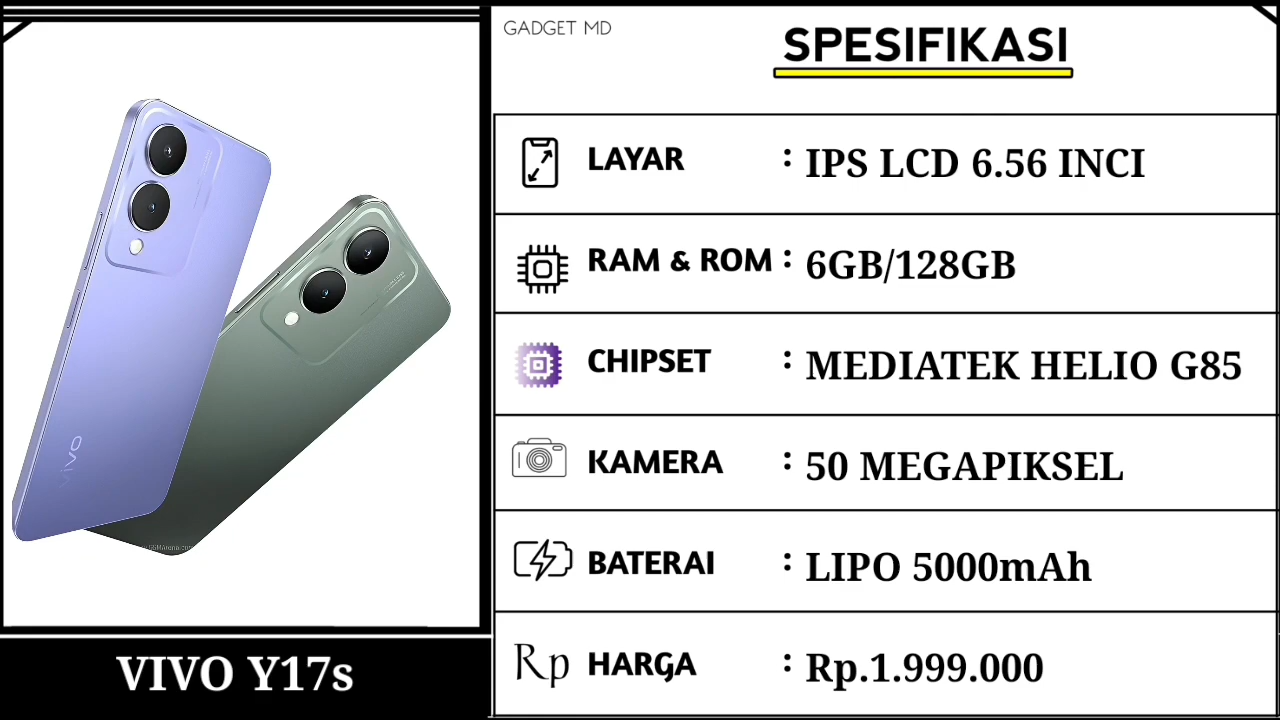 GADGET MD
SPESIFIKASI
LAYAR : IPS LCD 6.56 INCI
RAM & ROM : 6GB/128GB
CHIPSET : MEDIATEK HELIO G85
KAMERA : 50 MEGAPIKSEL
BATERAI : LIPO 5000mAh
Rp HARGA : Rp.1.999.000
vivo
VIVO Y17s